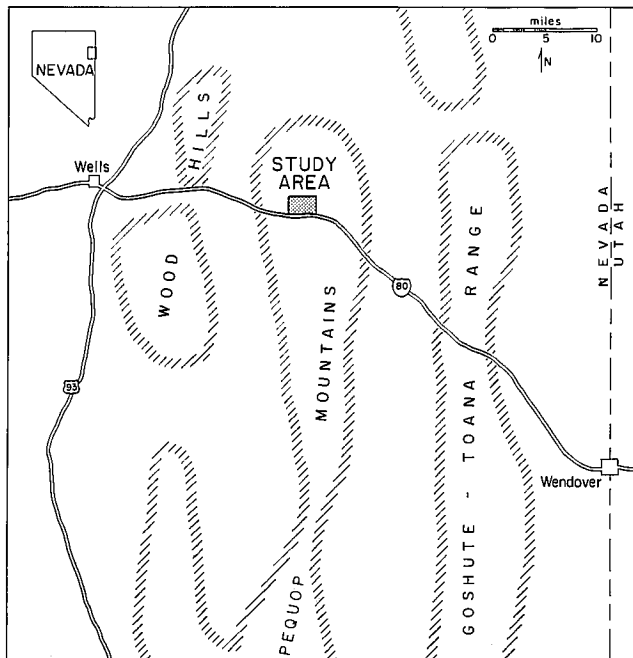 miles
0 5 10
N
NEVADA
HILLS
Wells
STUDY
AREA
WOOD
RANGE
NEVADA
UTAH
80
MOUNTAINS
93
TOANA
Wendover
GOSHUTE -
PEQUOP